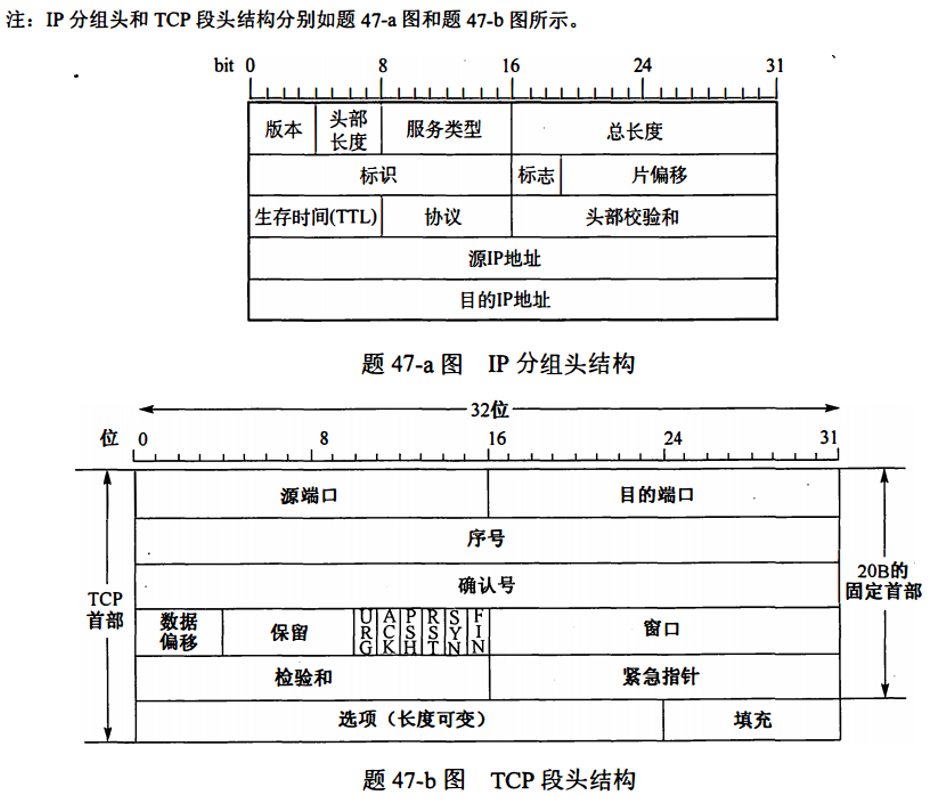 注：IP 分组头和 TCP 段头结构分别如题 47-a 图和题 47-b 图所示。
bit 0 8 16 24 31
版本 头部长度 服务类型 总长度
标识 标志 片偏移
生存时间(TTL) 协议 头部校验和
源IP地址
目的IP地址
题 47-a 图 IP 分组头结构
32位
位 0 8 16 24 31
源端口 目的端口
序号
确认号
TCP首部
20B的固定首部
数据偏移 保留 URG ACK PSH RST SYN FIN 窗口
检验和 紧急指针
选项（长度可变） 填充
题 47-b 图 TCP 段头结构